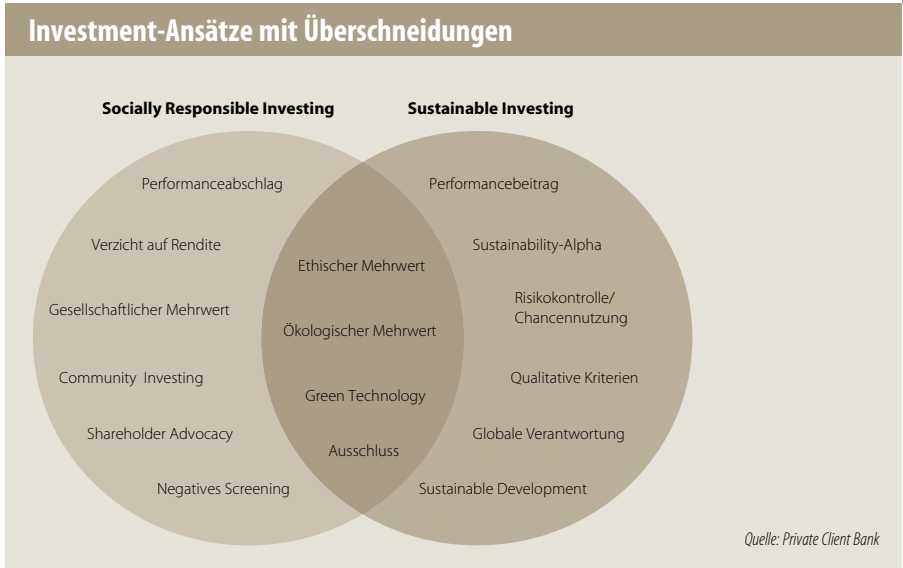 Investment-Ansätze mit Überschneidungen
Socially Responsible Investing
Sustainable Investing
Performanceabschlag
Verzicht auf Rendite
Gesellschaftlicher Mehrwert
Community Investing
Shareholder Advocacy
Negatives Screening
Ethischer Mehrwert
Ökologischer Mehrwert
Green Technology
Ausschluss
Performancebeitrag
Sustainability-Alpha
Risikokontrolle/
Chancennutzung
Qualitative Kriterien
Globale Verantwortung
Sustainable Development
Quelle: Private Client Bank